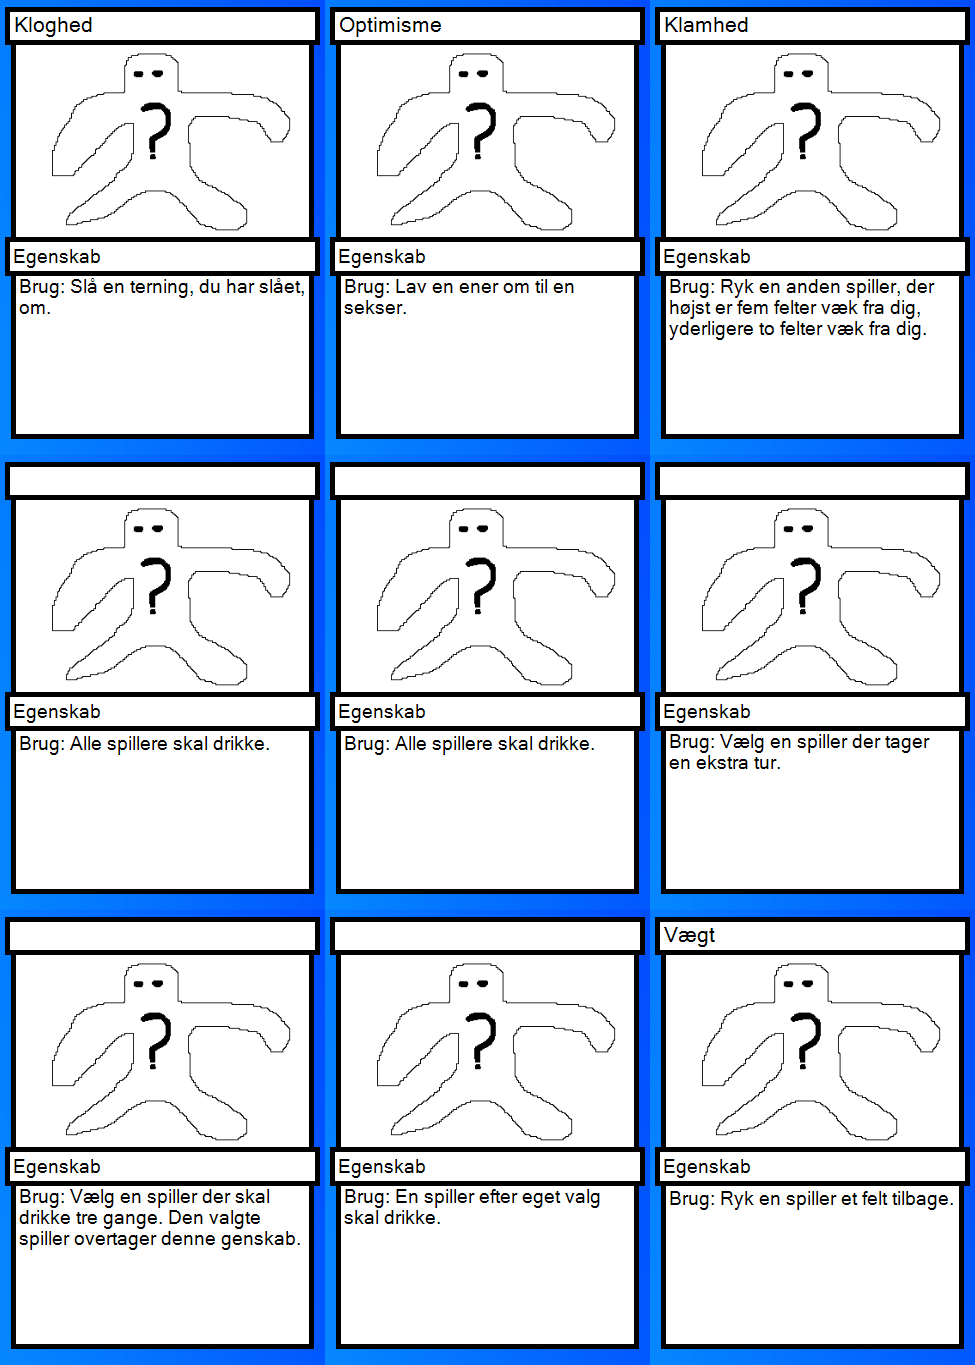 Kloghed
?
Egenskab
Brug: Slå en terning, du har slået,
om.
Optimisme
?
Egenskab
Brug: Lav en ener om til en
sekser.
Klamhed
?
Egenskab
Brug: Ryk en anden spiller, der
højst er fem felter væk fra dig,
yderligere to felter væk fra dig.
?
Egenskab
Brug: Alle spillere skal drikke.
?
Egenskab
Brug: Alle spillere skal drikke.
?
Egenskab
Brug: Vælg en spiller der tager
en ekstra tur.
?
Egenskab
Brug: Vælg en spiller der skal
drikke tre gange. Den valgte
spiller overtager denne genskab.
?
Egenskab
Brug: En spiller efter eget valg
skal drikke.
Vægt
?
Egenskab
Brug: Ryk en spiller et felt tilbage.